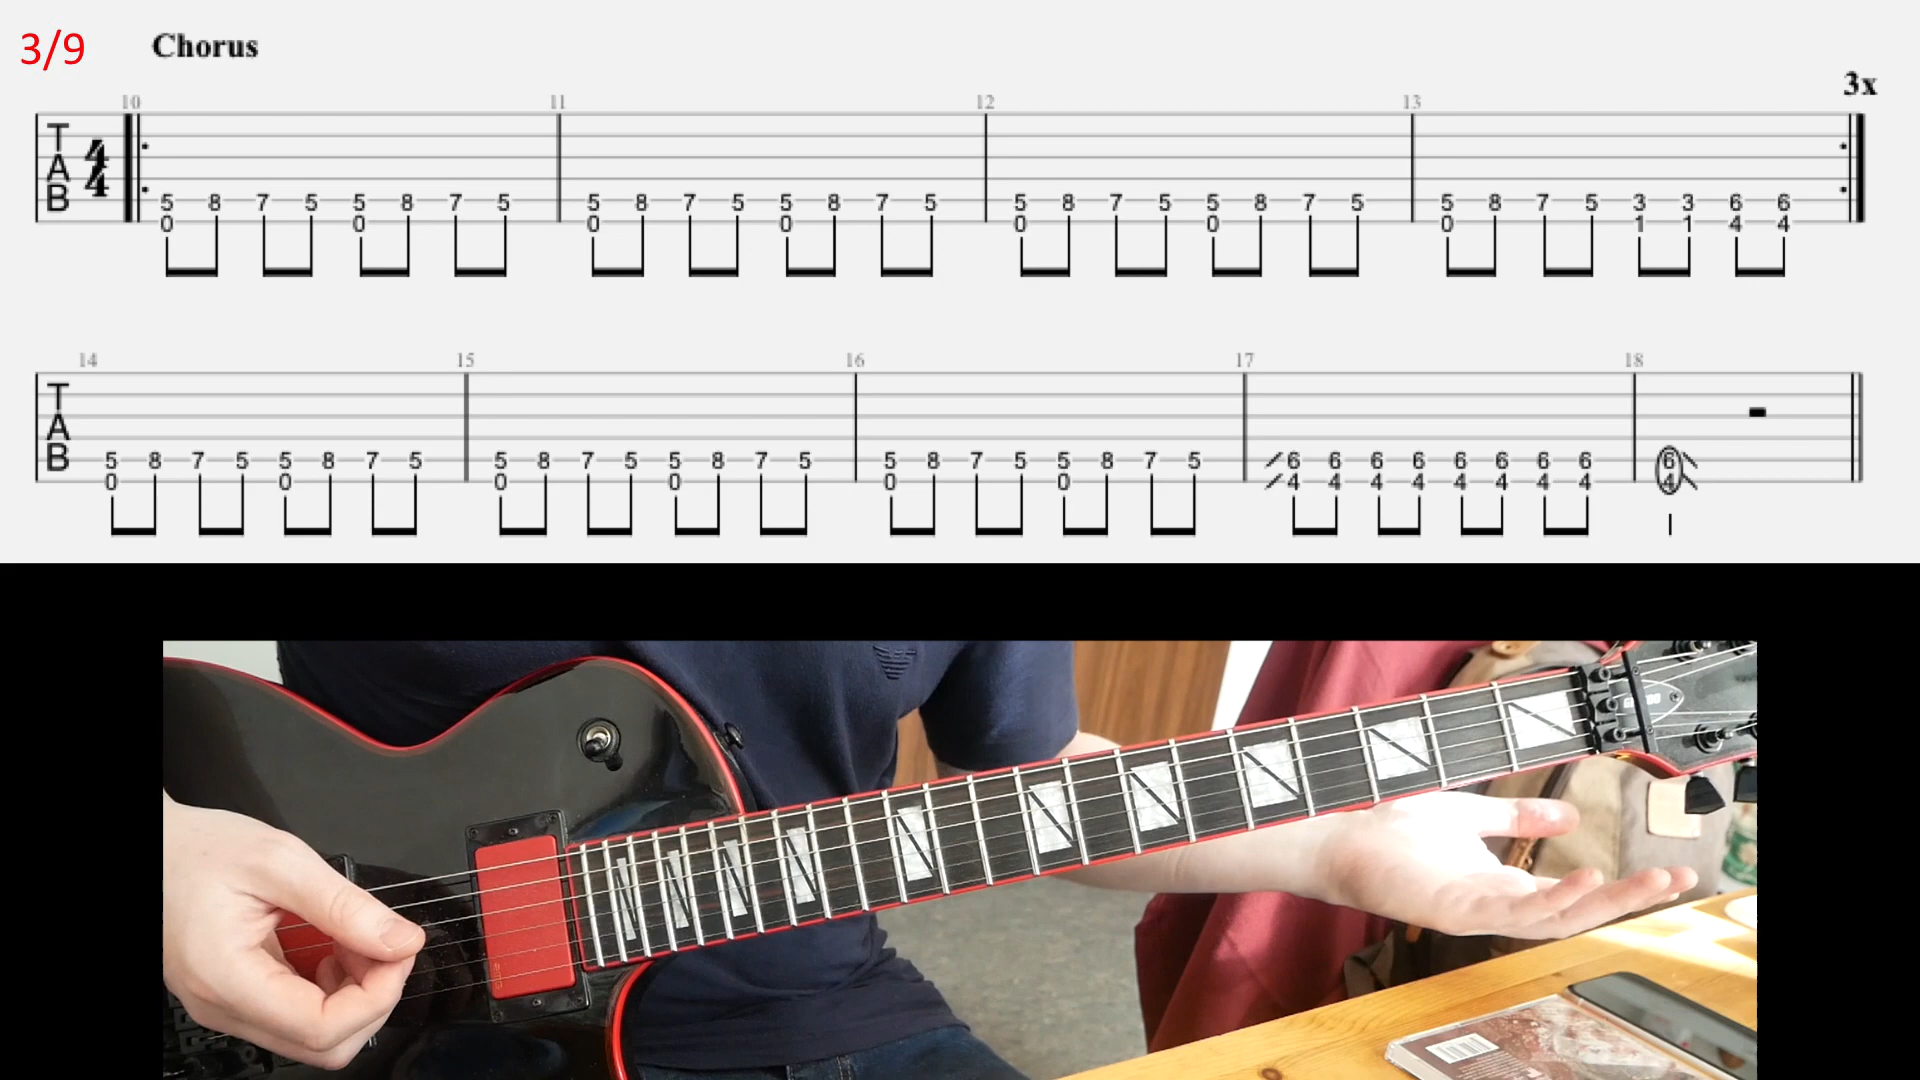 3/9
Chorus
3x
10 11 12 13
T
A
B
4
4
5 8 7 5 5 8 7 5 5 8 7 5 5 8 7 5 5 8 7 5 5 8 7 5 5 8 7 5 3 3 6 6
0 0 0 0 0 0 0 1 1 4 4
14 15 16 17 18
T
A
B
5 8 7 5 5 8 7 5 5 8 7 5 5 8 7 5 5 8 7 5 5 8 7 5 6 6 6 6 6 6 6 6 6
0 0 0 0 0 0 4 4 4 4 4 4 4 4 4